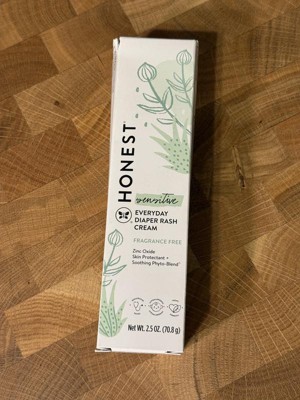 HONEST
sensitive
EVERYDAY
DIAPER RASH
CREAM
FRAGRANCE FREE
Zinc Oxide
Skin Protectant +
Soothing Phyto-Blend™
Net Wt. 2.5 OZ. (70.8 g)